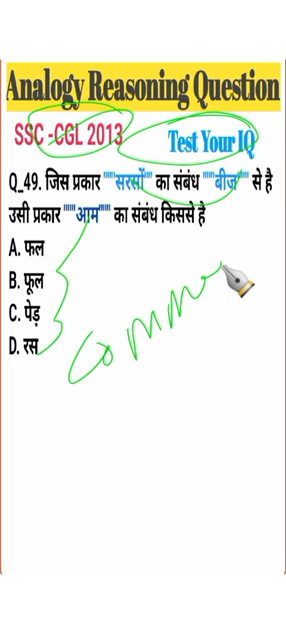 Analogy Reasoning Question
SSC -CGL 2013 Test Your IQ
Q_49. जिस प्रकार """सरसों""" का संबंध """बीज""" से है
उसी प्रकार """आम""" का संबंध किससे है
A. फल
B. फूल
C. पेड़
D. रस